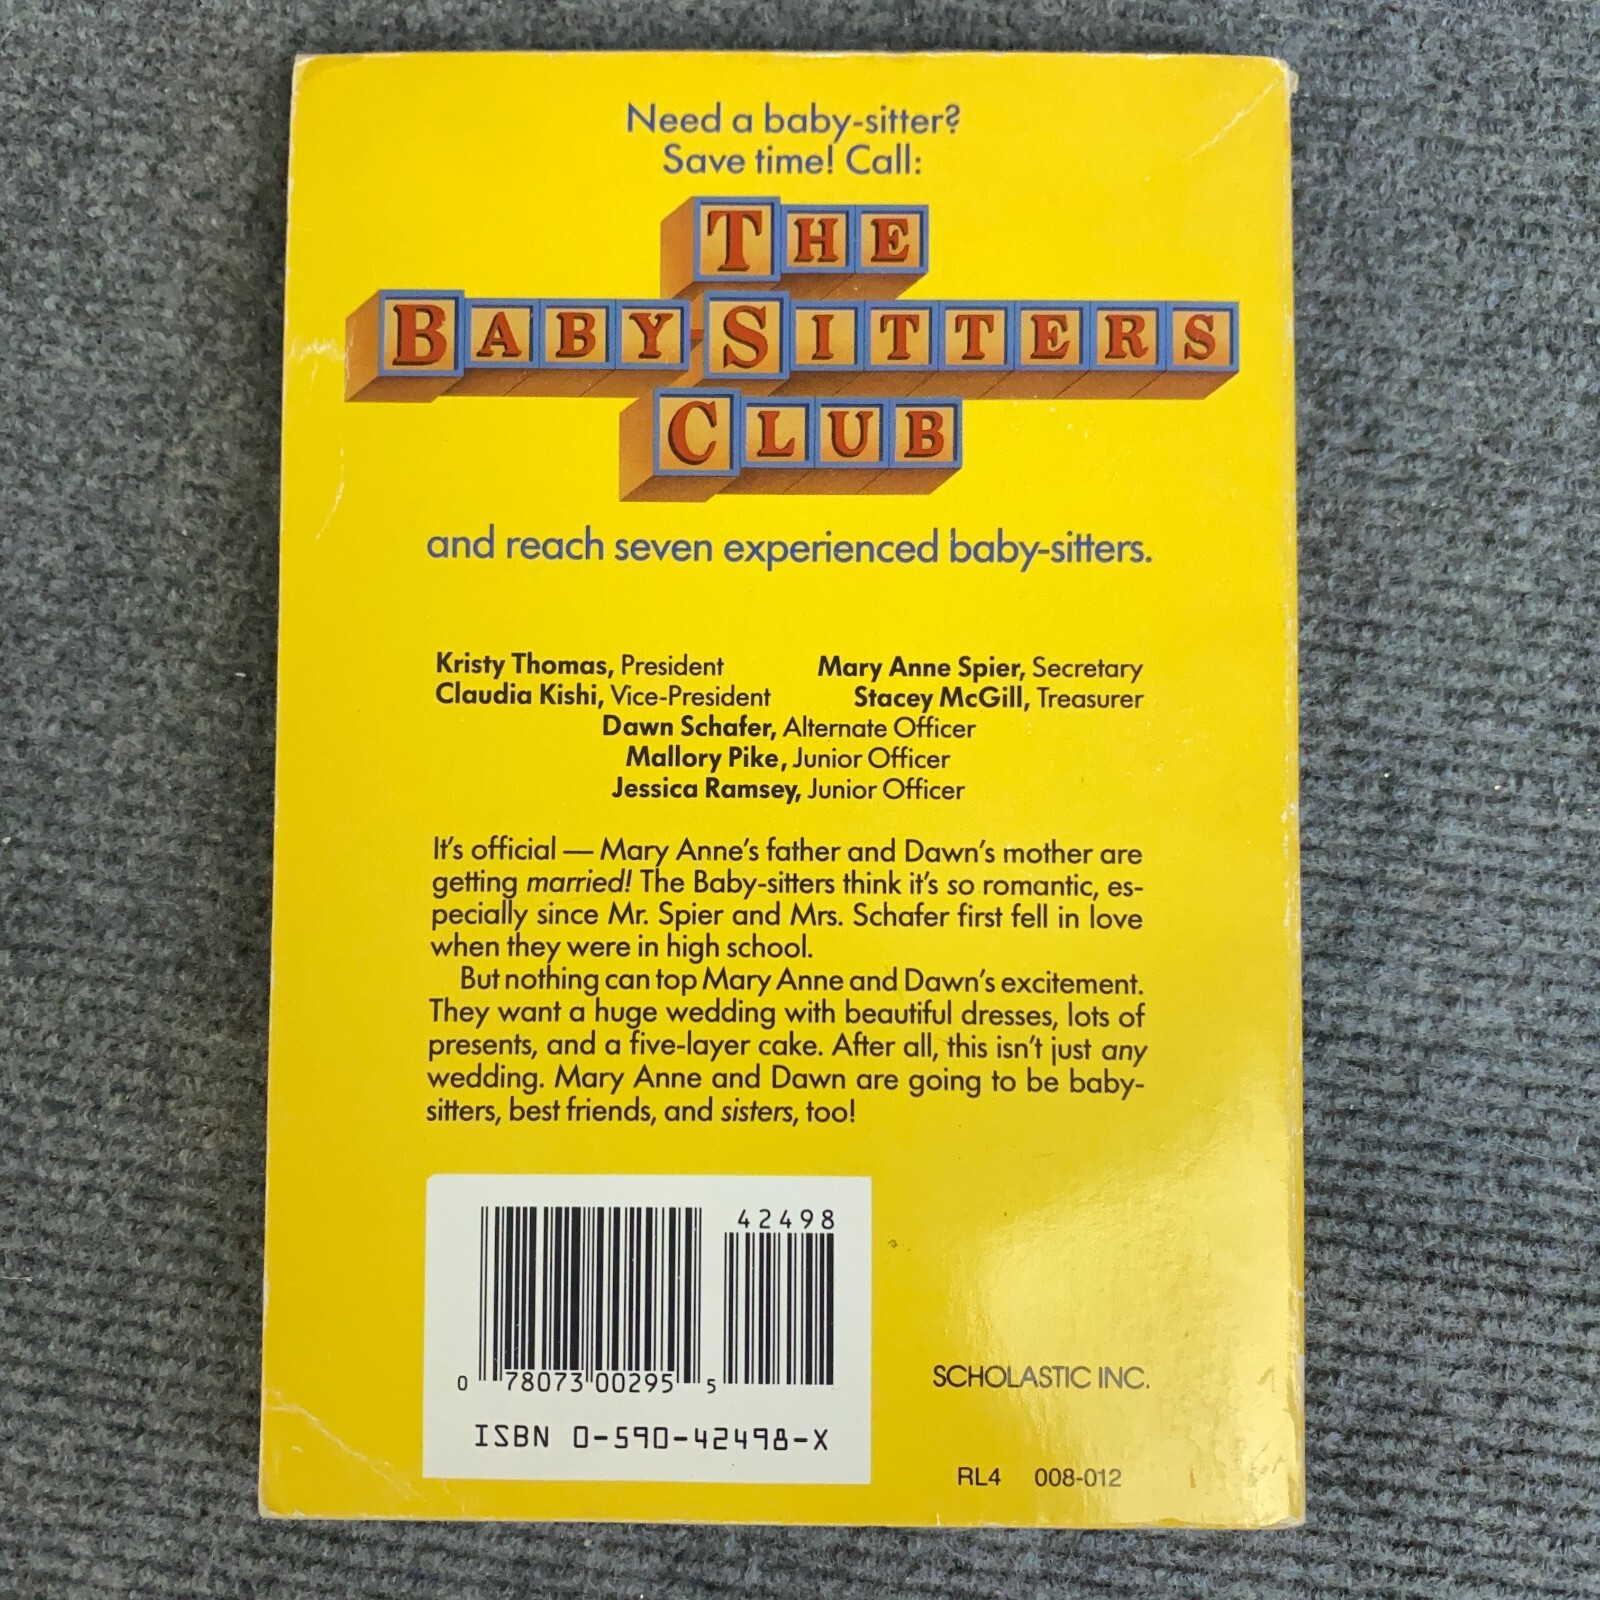 Need a baby-sitter?
Save time! Call:
THE
BABY SITTERS
CLUB
and reach seven experienced baby-sitters.
Kristy Thomas, President Mary Anne Spier, Secretary
Claudia Kishi, Vice-President Stacey McGill, Treasurer
Dawn Schafer, Alternate Officer
Mallory Pike, Junior Officer
Jessica Ramsey, Junior Officer
It's official — Mary Anne's father and Dawn's mother are
getting married! The Baby-sitters think it's so romantic, es-
pecially since Mr. Spier and Mrs. Schafer first fell in love
when they were in high school.
But nothing can top Mary Anne and Dawn's excitement.
They want a huge wedding with beautiful dresses, lots of
presents, and a five-layer cake. After all, this isn't just any
wedding. Mary Anne and Dawn are going to be baby-
sitters, best friends, and sisters, too!
42498
0 78073 00295 5
ISBN 0-590-42498-X
SCHOLASTIC INC.
RL4 008-012